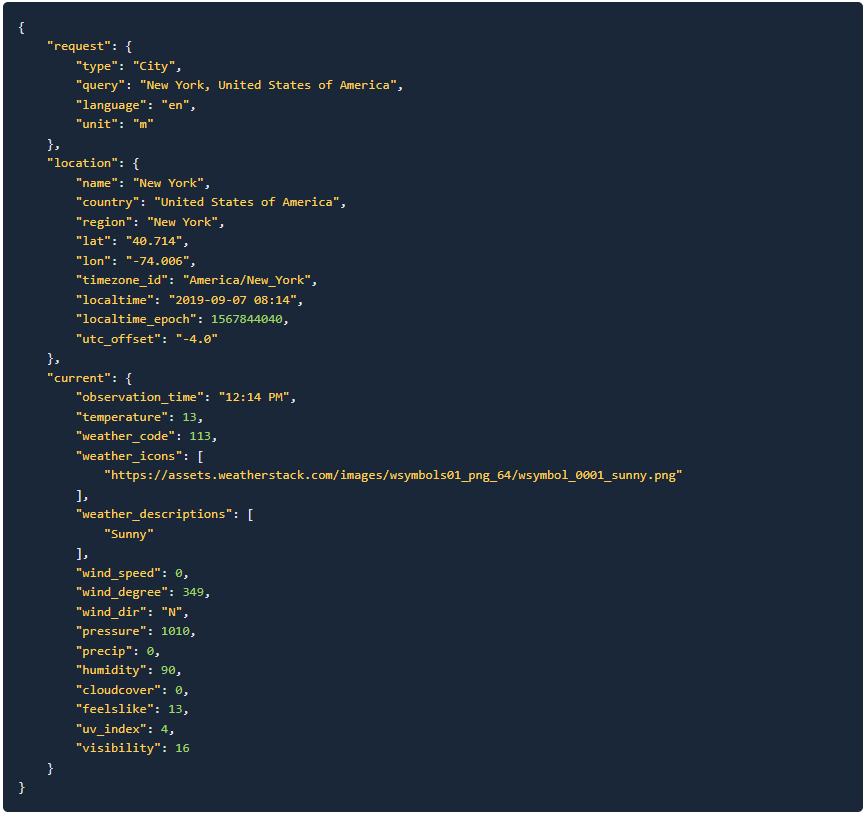 {
    "request": {
        "type": "City",
        "query": "New York, United States of America",
        "language": "en",
        "unit": "m"
    },
    "location": {
        "name": "New York",
        "country": "United States of America",
        "region": "New York",
        "lat": "40.714",
        "lon": "-74.006",
        "timezone_id": "America/New_York",
        "localtime": "2019-09-07 08:14",
        "localtime_epoch": 1567844040,
        "utc_offset": "-4.0"
    },
    "current": {
        "observation_time": "12:14 PM",
        "temperature": 13,
        "weather_code": 113,
        "weather_icons": [
            "https://assets.weatherstack.com/images/wsymbols01_png_64/wsymbol_0001_sunny.png"
        ],
        "weather_descriptions": [
            "Sunny"
        ],
        "wind_speed": 0,
        "wind_degree": 349,
        "wind_dir": "N",
        "pressure": 1010,
        "precip": 0,
        "humidity": 90,
        "cloudcover": 0,
        "feelslike": 13,
        "uv_index": 4,
        "visibility": 16
    }
}